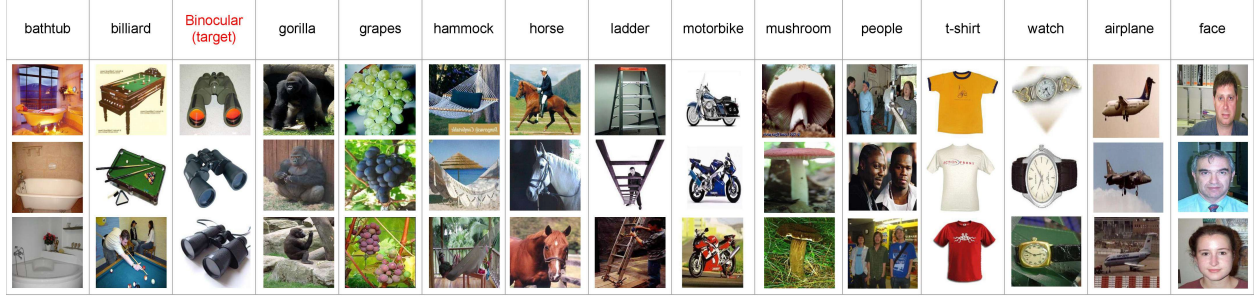 bathtub
billiard
Binocular
(target)
gorilla
grapes
hammock
horse
ladder
motorbike
mushroom
people
t-shirt
watch
airplane
face